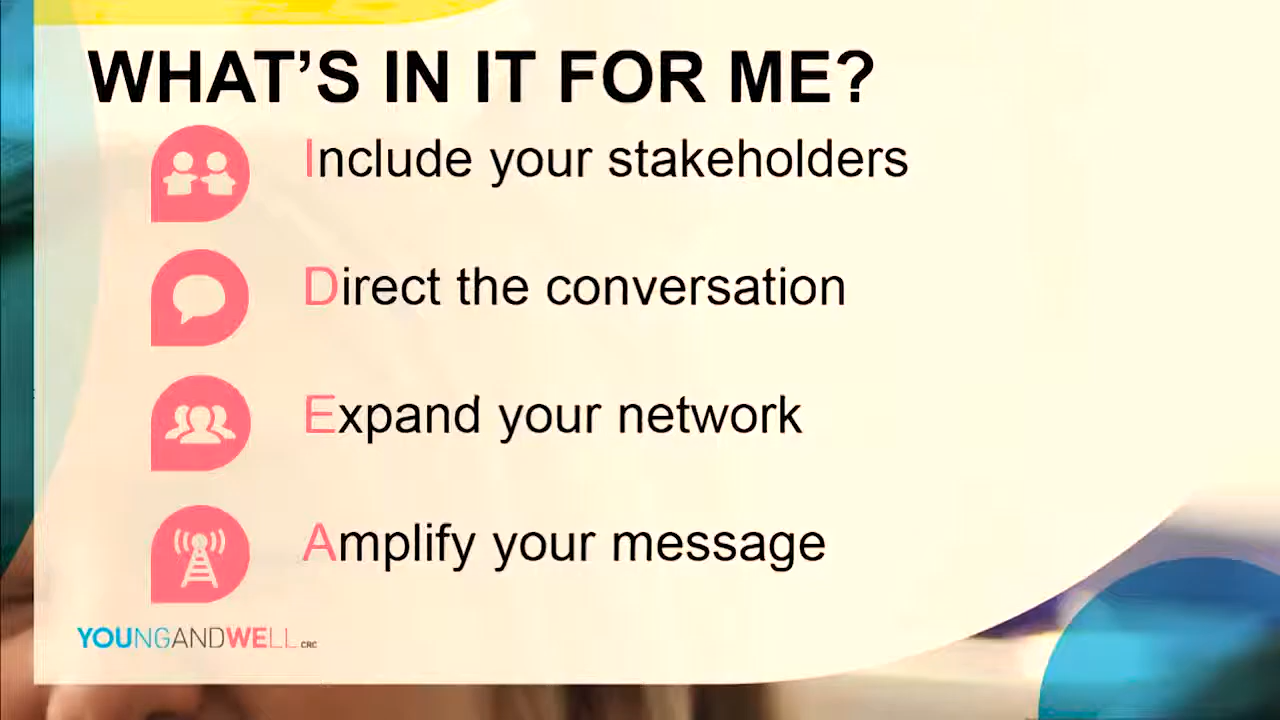 WHAT'S IN IT FOR ME?
Include your stakeholders
Direct the conversation
Expand your network
Amplify your message
YOUNGANDWELL CRC